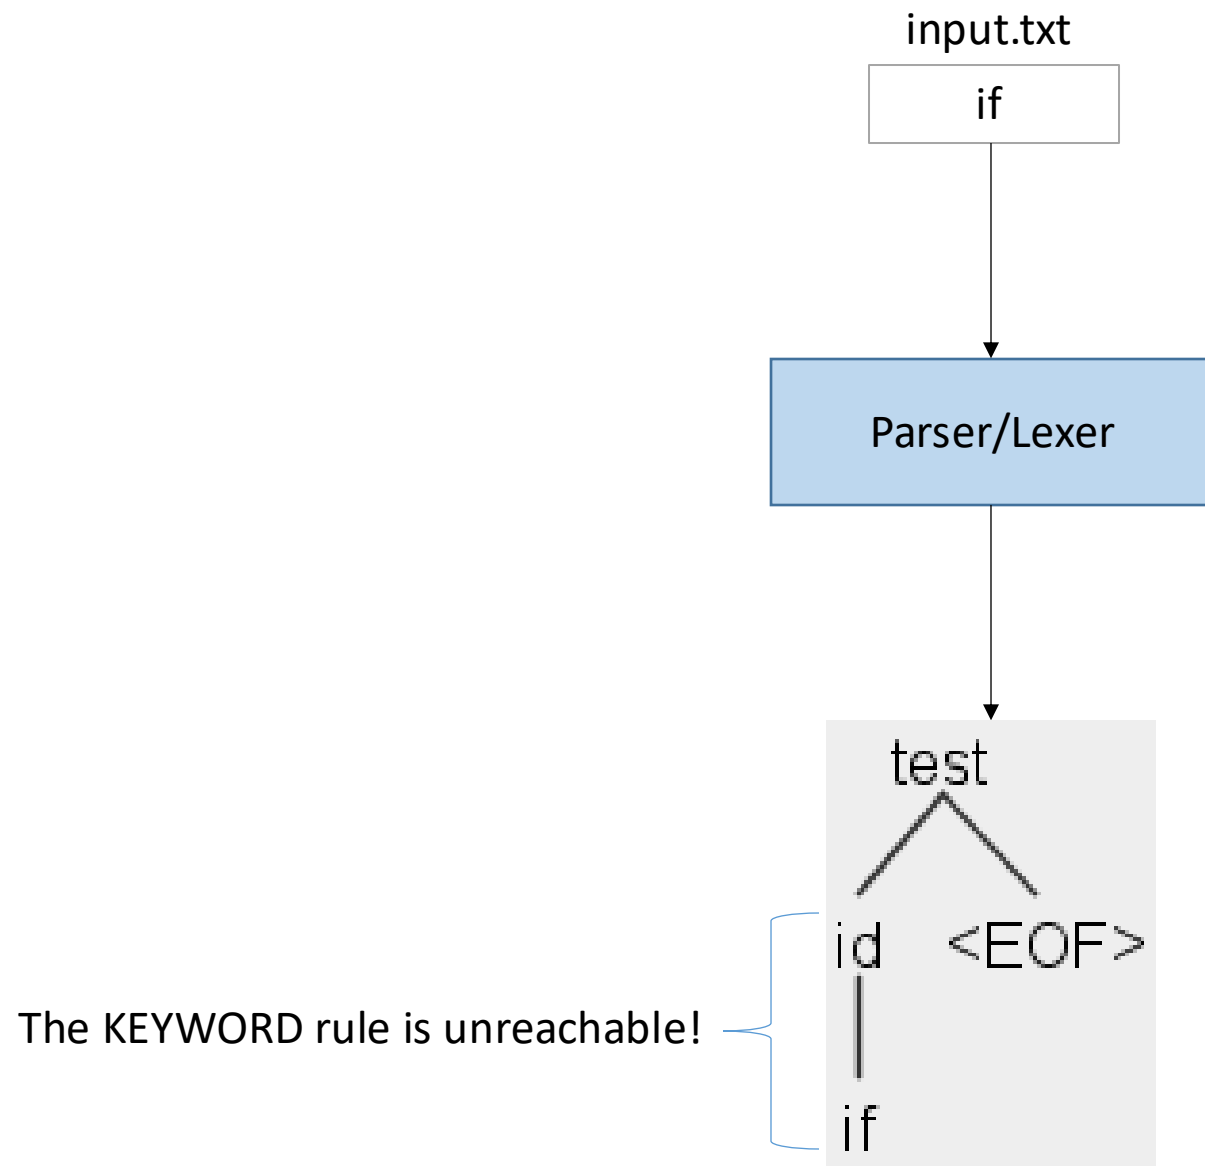 input.txt
if
Parser/Lexer
test
id <EOF>
The KEYWORD rule is unreachable!
if